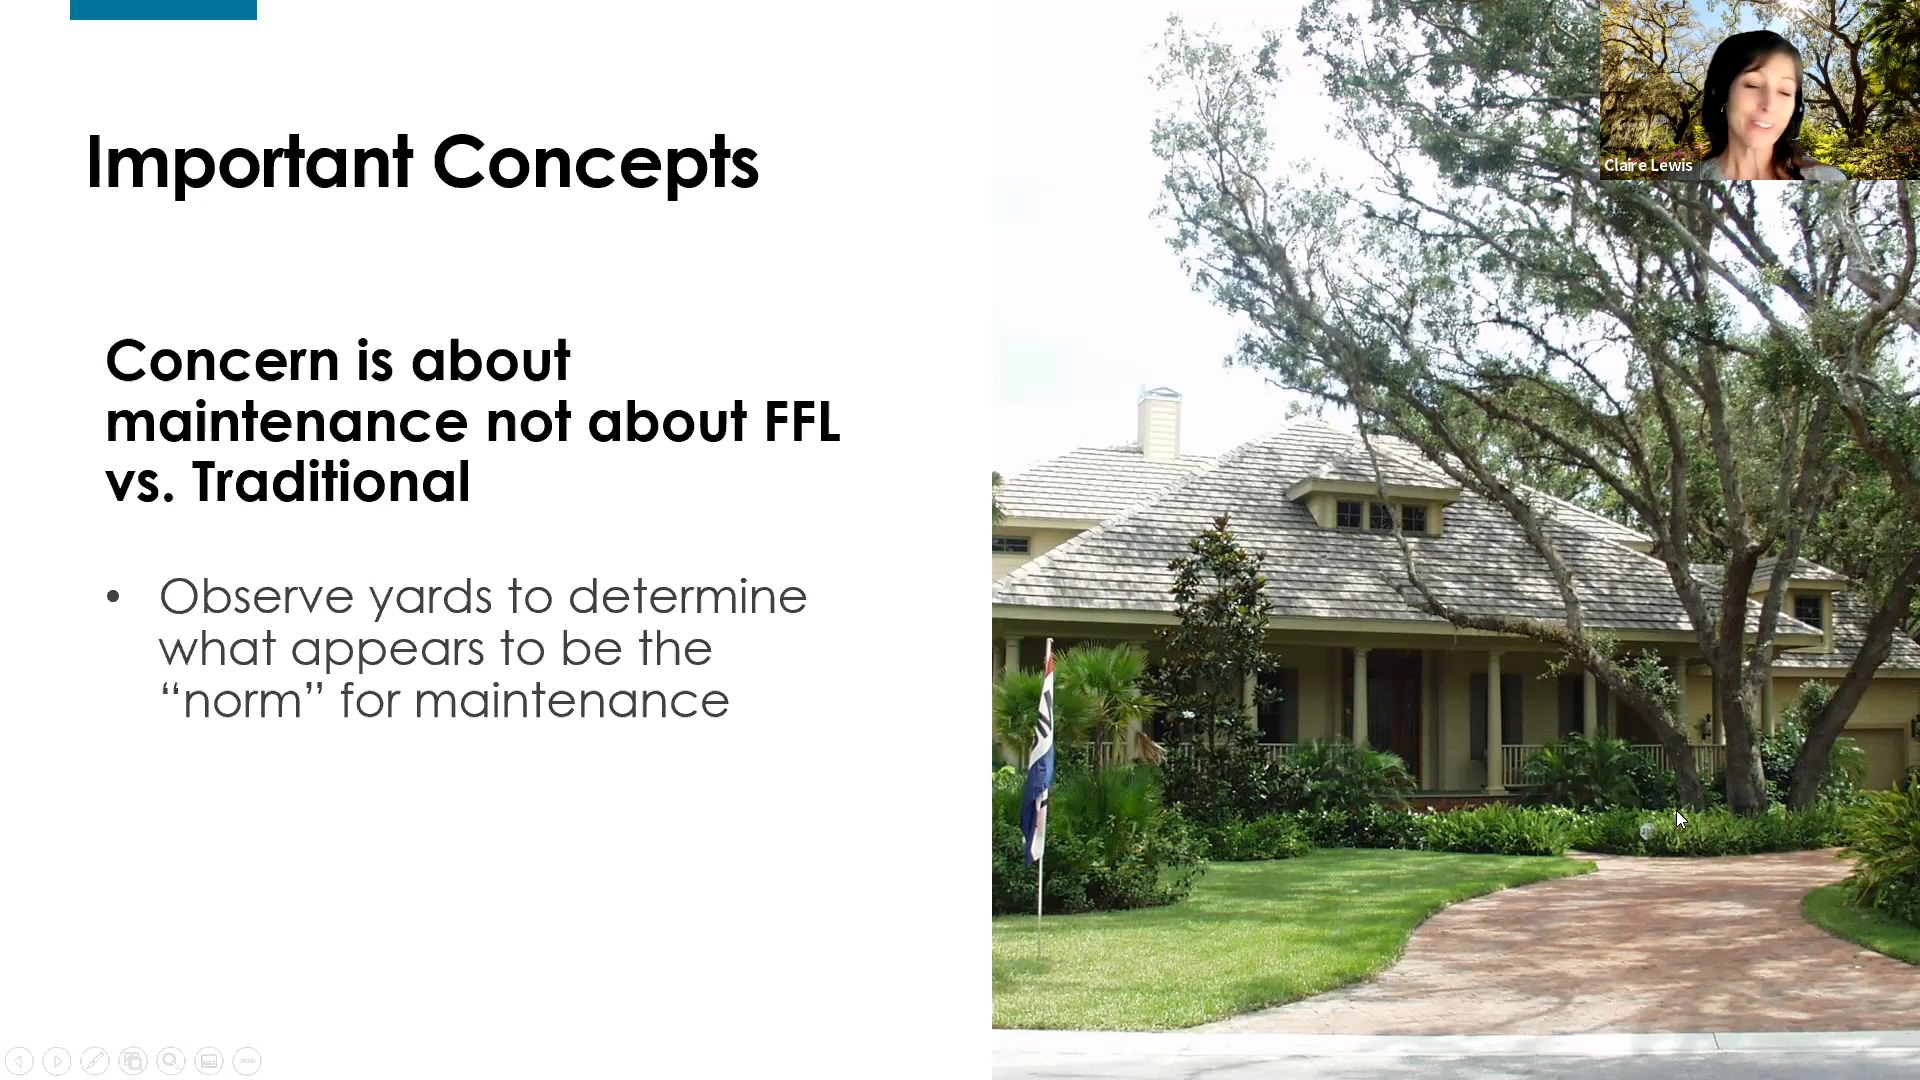 Important Concepts
Claire Lewis
Concern is about
maintenance not about FFL
vs. Traditional
• Observe yards to determine
what appears to be the
“norm” for maintenance